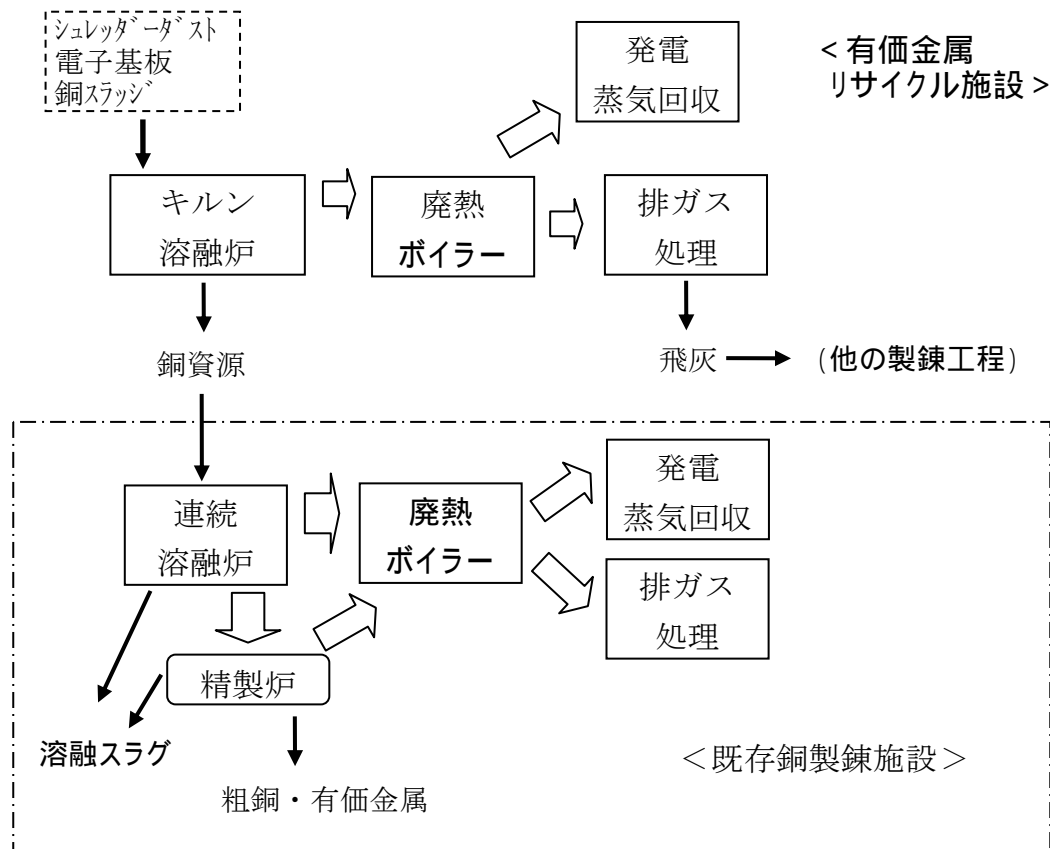 ｼｭﾚｯﾀﾞｰﾀﾞｽﾄ
電子基板
銅ｽﾗｯｼﾞ
発電
蒸気回収
＜有価金属
リサイクル施設＞
キルン
溶融炉
廃熱
ボイラー
排ガス
処理
銅資源
飛灰
(他の製錬工程)
連続
溶融炉
廃熱
ボイラー
発電
蒸気回収
排ガス
処理
精製炉
溶融スラグ
粗銅・有価金属
＜既存銅製錬施設＞